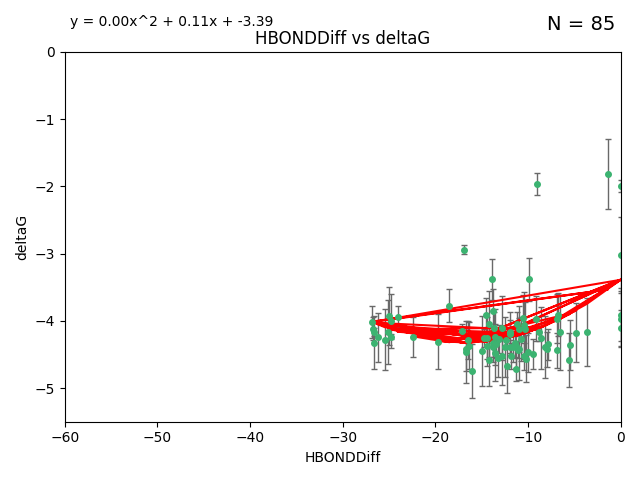 y = 0.00x^2 + 0.11x + -3.39
N = 85
HBONDDiff vs deltaG
0
−1
−2
−3
−4
−5
deltaG
−60
−50
−40
−30
−20
−10
0
HBONDDiff